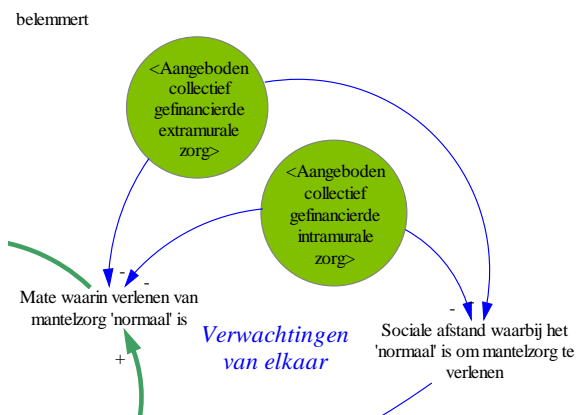 belemmert
<Aangeboden
collectief
gefinancierde
extramurale
zorg>
<Aangeboden
collectief
gefinancierde
intramurale
zorg>
-
-
Mate waarin verlenen van
mantelzorg 'normaal' is
+
Verwachtingen
van elkaar
- -
Sociale afstand waarbij het
'normaal' is om mantelzorg te
verlenen